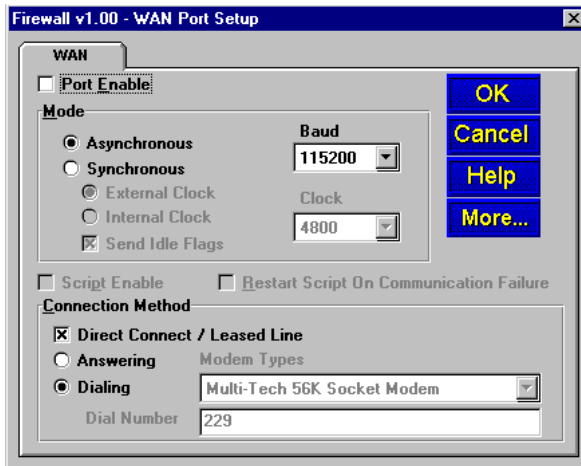 Firewall v1.00 - WAN Port Setup
WAN
Port Enable
OK
Mode
Asynchronous
Baud
115200
Cancel
Synchronous
External Clock
Clock
Help
Internal Clock
4800
More...
Send Idle Flags
Script Enable
Restart Script On Communication Failure
Connection Method
Direct Connect / Leased Line
Answering
Modem Types
Dialing
Multi-Tech 56K Socket Modem
Dial Number
229